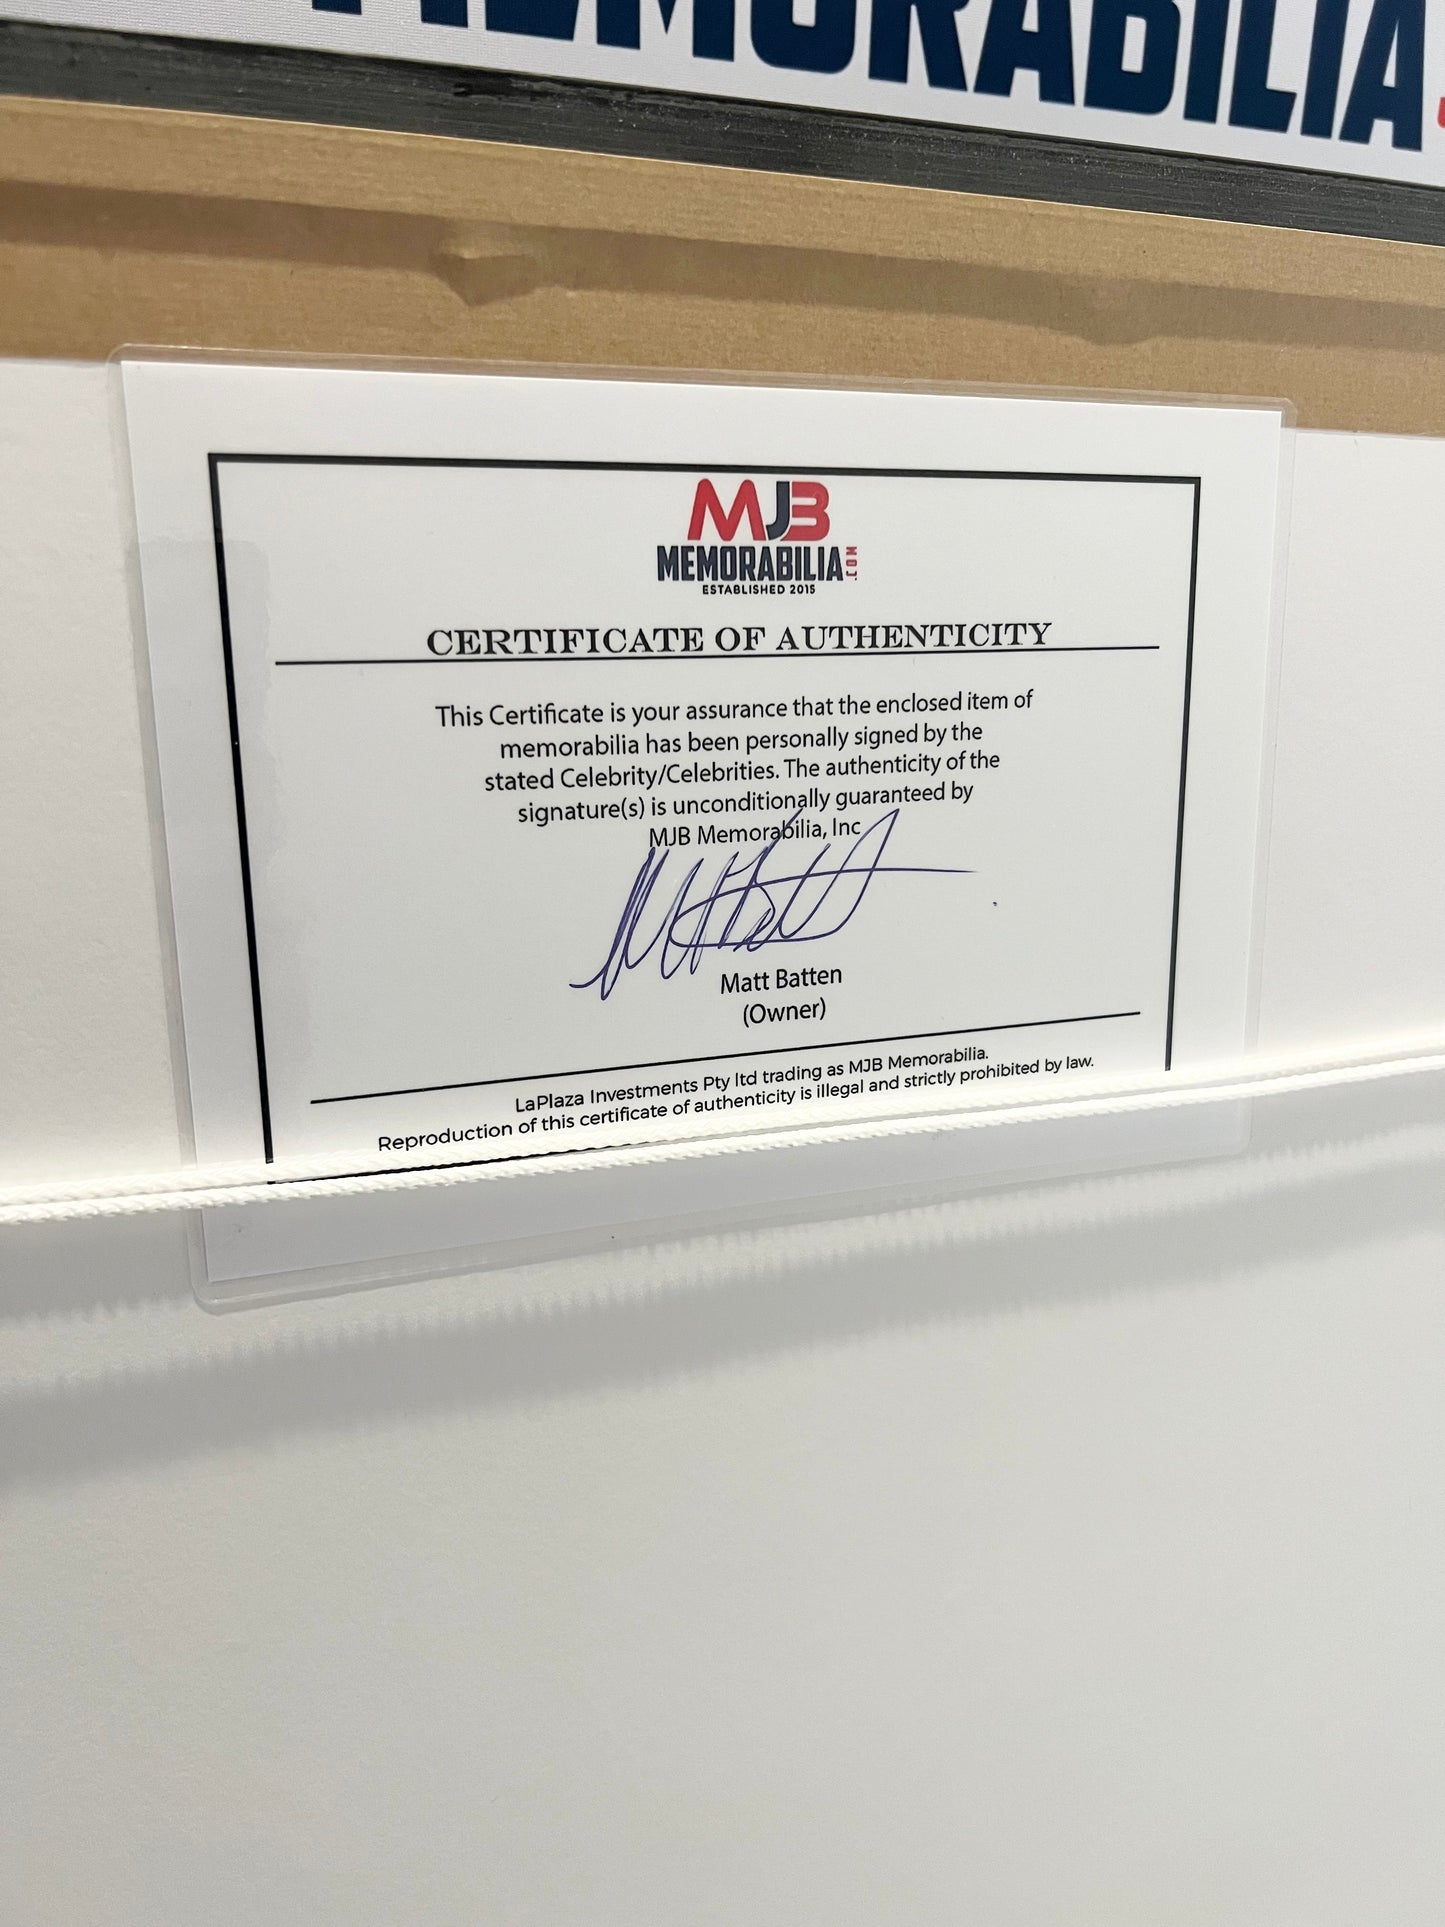 MEMORABILIA
MJB
MEMORABILIA.COM
ESTABLISHED 2015
CERTIFICATE OF AUTHENTICITY
This Certificate is your assurance that the enclosed item of
memorabilia has been personally signed by the
stated Celebrity/Celebrities. The authenticity of the
signature(s) is unconditionally guaranteed by
MJB Memorabilia, Inc
Matt Batten
(Owner)
LaPlaza Investments Pty ltd trading as MJB Memorabilia.
Reproduction of this certificate of authenticity is illegal and strictly prohibited by law.